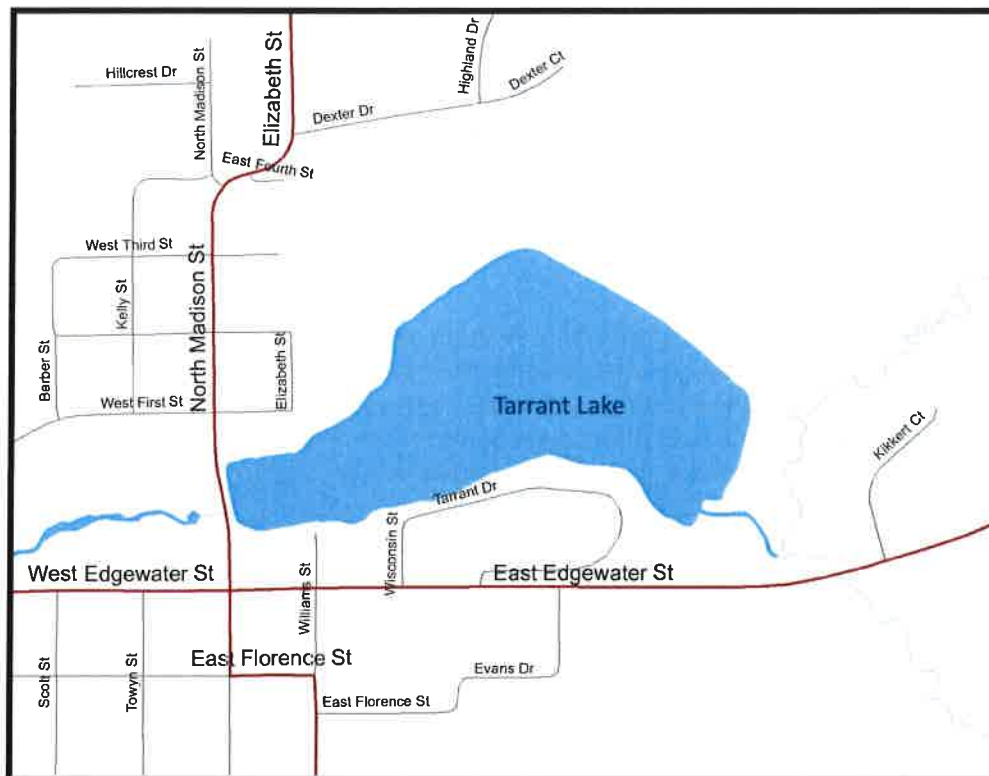 Hillcrest Dr
North Madison St
Elizabeth St
Highland Dr
Dexter Ct
Dexter Dr
East Fourth St
West Third St
Kelly St
North Madison St
Barber St
West First St
Elizabeth St
Tarrant Lake
Kikkert Ct
Tarrant Dr
Wisconsin St
West Edgewater St
Williams St
East Edgewater St
East Florence St
Scott St
Towyn St
Evans Dr
East Florence St